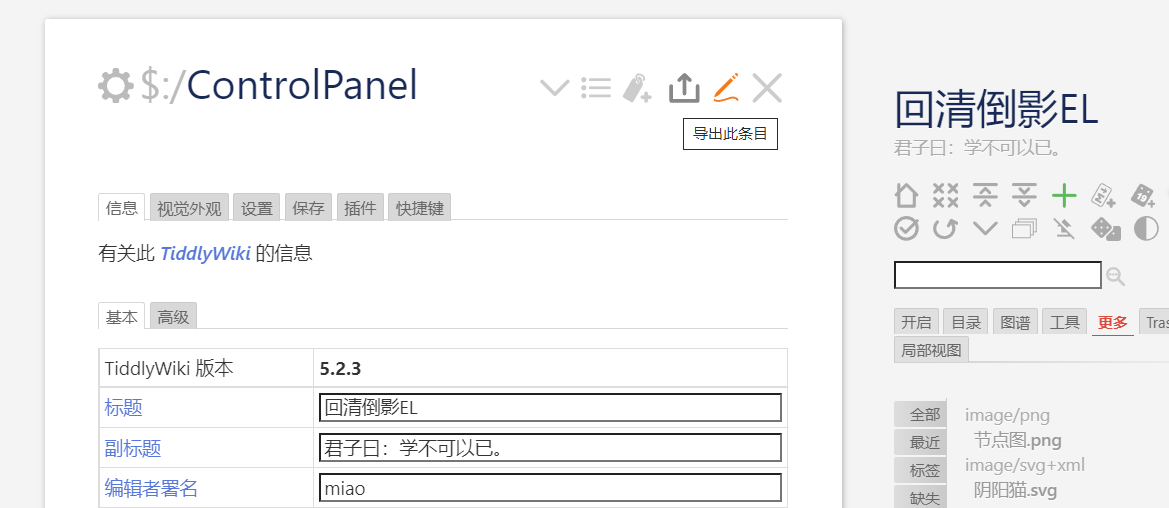 $:/ControlPanel
导出此条目
信息 视觉外观 设置 保存 插件 快捷键
有关此 TiddlyWiki 的信息
基本 高级
TiddlyWiki 版本 5.2.3
标题 回清倒影EL
副标题 君子曰：学不可以已。
编辑者署名 miao
回清倒影EL
君子曰：学不可以已。
开启 目录 图谱 工具 更多 Tras
局部视图
全部
最近
标签
缺失
image/png
节点图.png
image/svg+xml
阴阳猫.svg